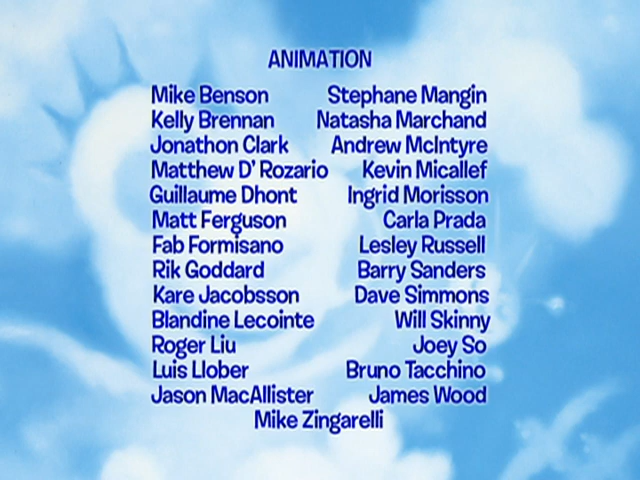 ANIMATION
Mike Benson Stephane Mangin
Kelly Brennan Natasha Marchand
Jonathon Clark Andrew McIntyre
Matthew D' Rozario Kevin Micallef
Guillaume Dhont Ingrid Morisson
Matt Ferguson Carla Prada
Fab Formisano Lesley Russell
Rik Goddard Barry Sanders
Kare Jacobsson Dave Simmons
Blandine Lecointe Will Skinny
Roger Liu Joey So
Luis Llober Bruno Tacchino
Jason MacAllister James Wood
Mike Zingarelli